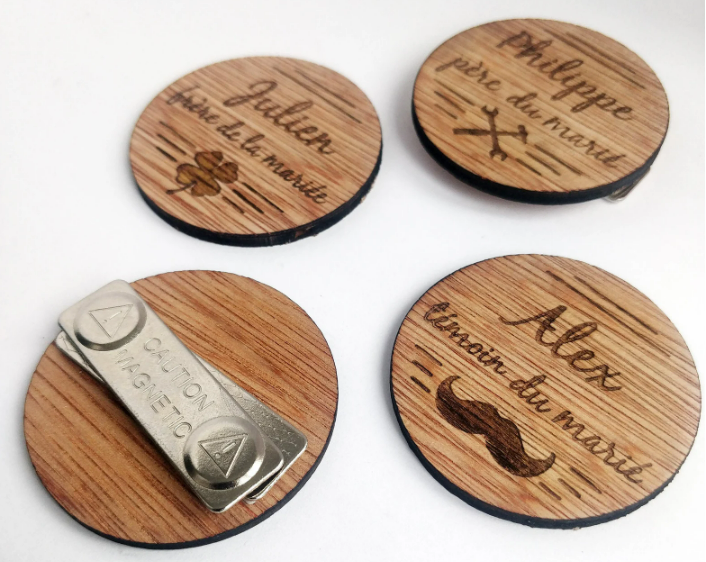 Julien
frère de la mariée
Philippe
père du marié
CAUTION
MAGNETIC
Alex
témoin du marié